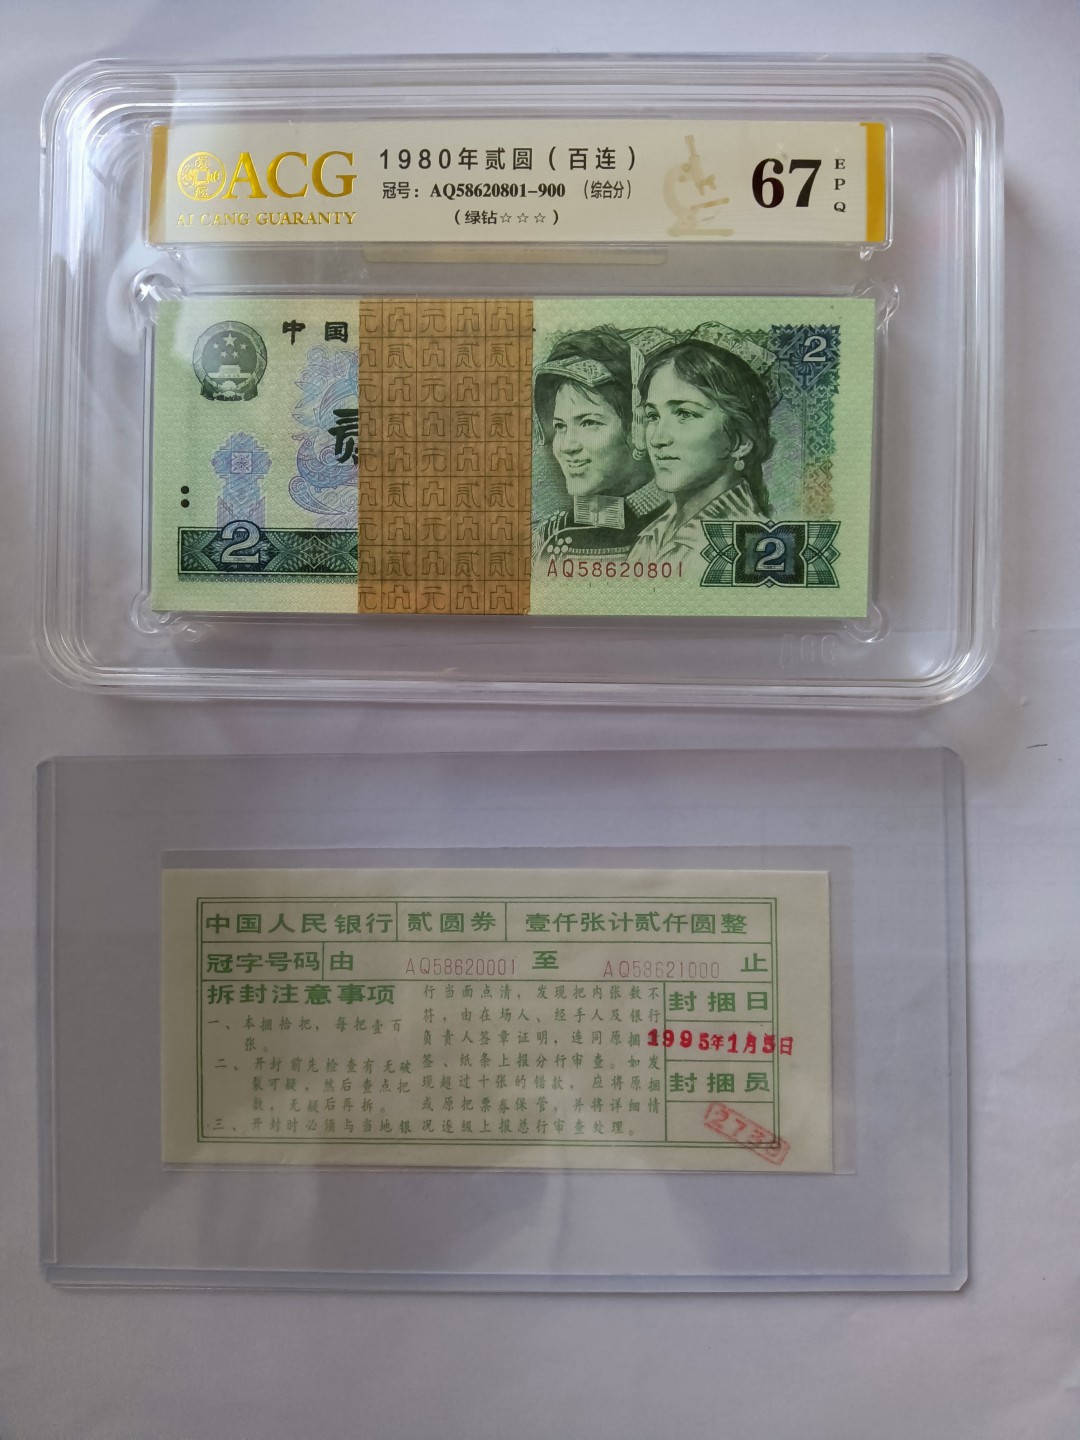 ACG
AI CANG GUARANTY
1980年贰圆（百连）
冠号：AQ58620801-900 （综合分）
（绿钻☆☆☆）
67
EPQ
中国
贰
2
2
2
AQ58620801
中国人民银行 贰圆券 壹仟张计贰仟圆整
冠字号码 由 AQ58620001 至 AQ58621000 止
拆封注意事项
一、本捆拾把，每把壹百
张。
二、开封前先检查有无破
裂可疑，然后查点把
数，无疑后再拆。
三、开封时必须与当地银
行当面点清，发现把内张数不
符，由在场人、经手人及银行
负责人签章证明，连同原捆
签、纸条上报分行审查。如发
现超过十张的错款，应将原捆
或原把票券保管，并将详细情
况逐级上报总行审查处理。
封捆日
1995年1月5日
封捆员
2738